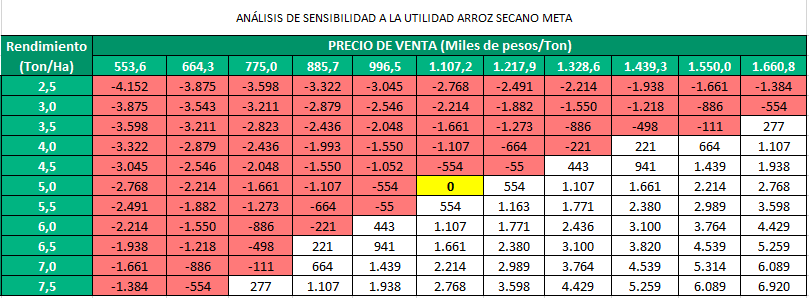 ANÁLISIS DE SENSIBILIDAD A LA UTILIDAD ARROZ SECANO META
Rendimiento (Ton/Ha) PRECIO DE VENTA (Miles de pesos/Ton)
553,6 664,3 775,0 885,7 996,5 1.107,2 1.217,9 1.328,6 1.439,3 1.550,0 1.660,8
2,5 -4.152 -3.875 -3.598 -3.322 -3.045 -2.768 -2.491 -2.214 -1.938 -1.661 -1.384
3,0 -3.875 -3.543 -3.211 -2.879 -2.546 -2.214 -1.882 -1.550 -1.218 -886 -554
3,5 -3.598 -3.211 -2.823 -2.436 -2.048 -1.661 -1.273 -886 -498 -111 277
4,0 -3.322 -2.879 -2.436 -1.993 -1.550 -1.107 -664 -221 221 664 1.107
4,5 -3.045 -2.546 -2.048 -1.550 -1.052 -554 -55 443 941 1.439 1.938
5,0 -2.768 -2.214 -1.661 -1.107 -554 0 554 1.107 1.661 2.214 2.768
5,5 -2.491 -1.882 -1.273 -664 -55 554 1.163 1.771 2.380 2.989 3.598
6,0 -2.214 -1.550 -886 -221 443 1.107 1.771 2.436 3.100 3.764 4.429
6,5 -1.938 -1.218 -498 221 941 1.661 2.380 3.100 3.820 4.539 5.259
7,0 -1.661 -886 -111 664 1.439 2.214 2.989 3.764 4.539 5.314 6.089
7,5 -1.384 -554 277 1.107 1.938 2.768 3.598 4.429 5.259 6.089 6.920